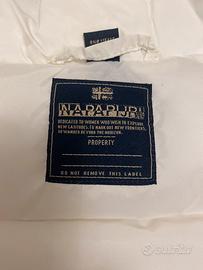 NAPAPIJRI
DEDICATED TO WOMEN WHO WISH TO EXPLORE
NEW LATITUDES, TO MARK OUT NEW FRONTIERS,
TO WANDER BEYOND THE HORIZON.
PROPERTY
DO NOT REMOVE THIS LABEL
subito